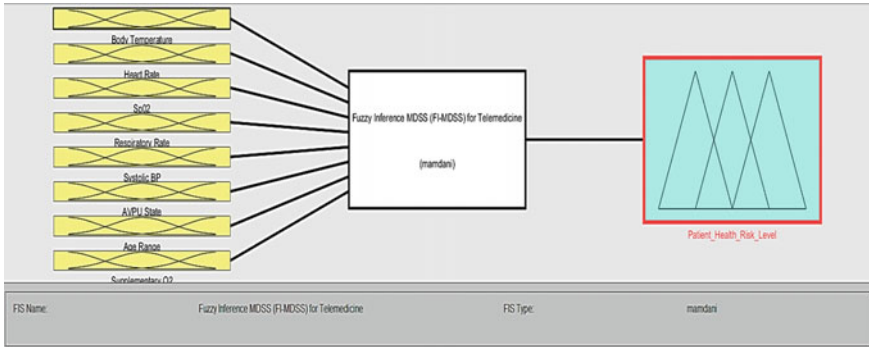 Body Temperature
Heart Rate
Sp02
Respiratory Rate
Systolic BP
AVPU State
Age Range
Supplementary O2
Fuzzy Inference MDSS (FI-MDSS) for Telemedicine
(mamdani)
Patient_Health_Risk_Level
FIS Name: Fuzzy Inference MDSS (FI-MDSS) for Telemedicine FIS Type: mamdani